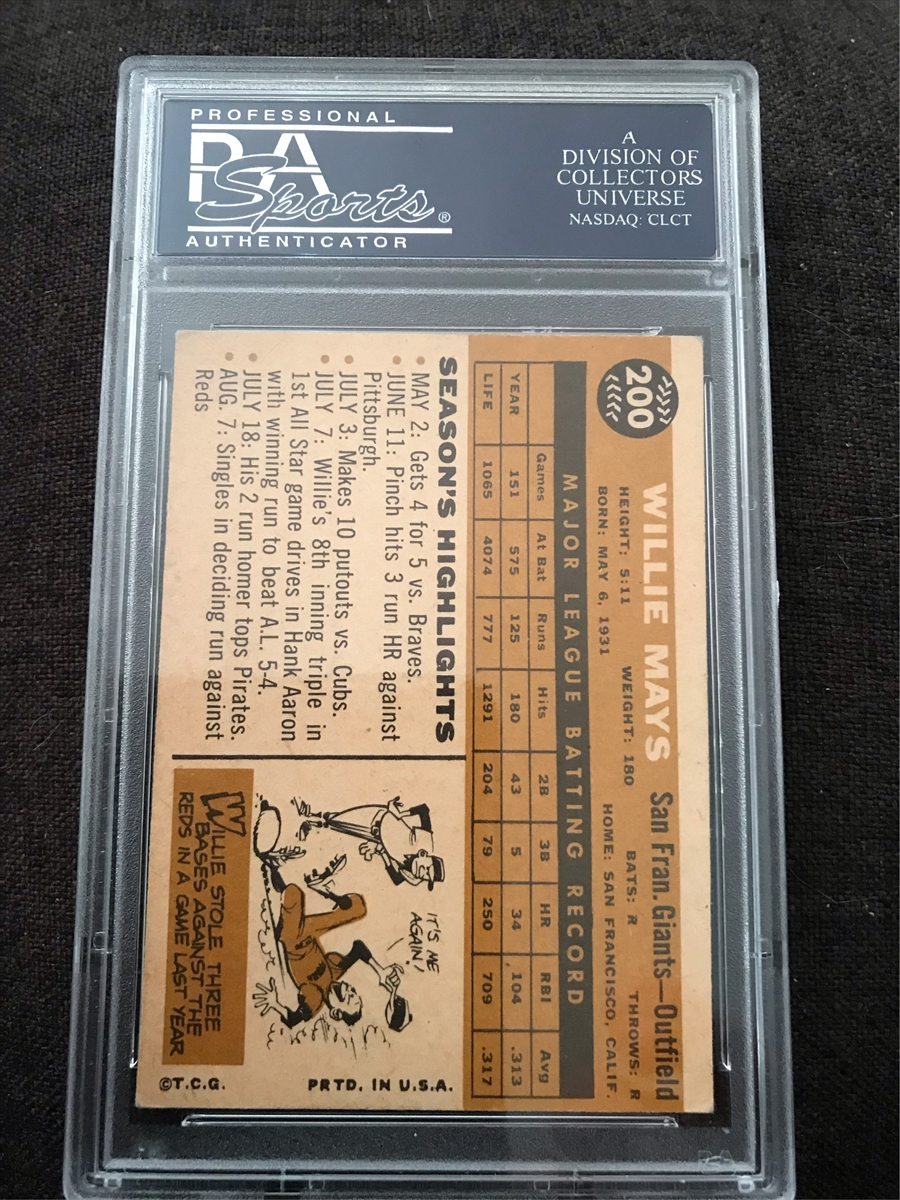 PROFESSIONAL
PSA
Sports®
AUTHENTICATOR
A
DIVISION OF
COLLECTORS
UNIVERSE
NASDAQ: CLCT
200
WILLIE MAYS San Fran. Giants—Outfield
HEIGHT: 5:11 WEIGHT: 180 BATS: R THROWS: R
BORN: MAY 6, 1931 HOME: SAN FRANCISCO, CALIF.
MAJOR LEAGUE BATTING RECORD
Games At Bat Runs Hits 2B 3B HR RBI Avg
YEAR 151 575 125 180 43 5 34 104 .313
LIFE 1065 4074 777 1291 204 79 250 709 .317
SEASON'S HIGHLIGHTS
• MAY 2: Gets 4 for 5 vs. Braves.
• JUNE 11: Pinch hits 3 run HR against
Pittsburgh.
• JULY 3: Makes 10 putouts vs. Cubs.
• JULY 7: Willie's 8th inning triple in
1st All Star game drives in Hank Aaron
with winning run to beat A.L. 5-4.
• JULY 18: His 2 run homer tops Pirates.
• AUG. 7: Singles in deciding run against
Reds
IT'S ME
AGAIN!
WILLIE STOLE THREE
BASES AGAINST THE
REDS IN A GAME LAST YEAR
©T.C.G. PRTD. IN U.S.A.
PSA